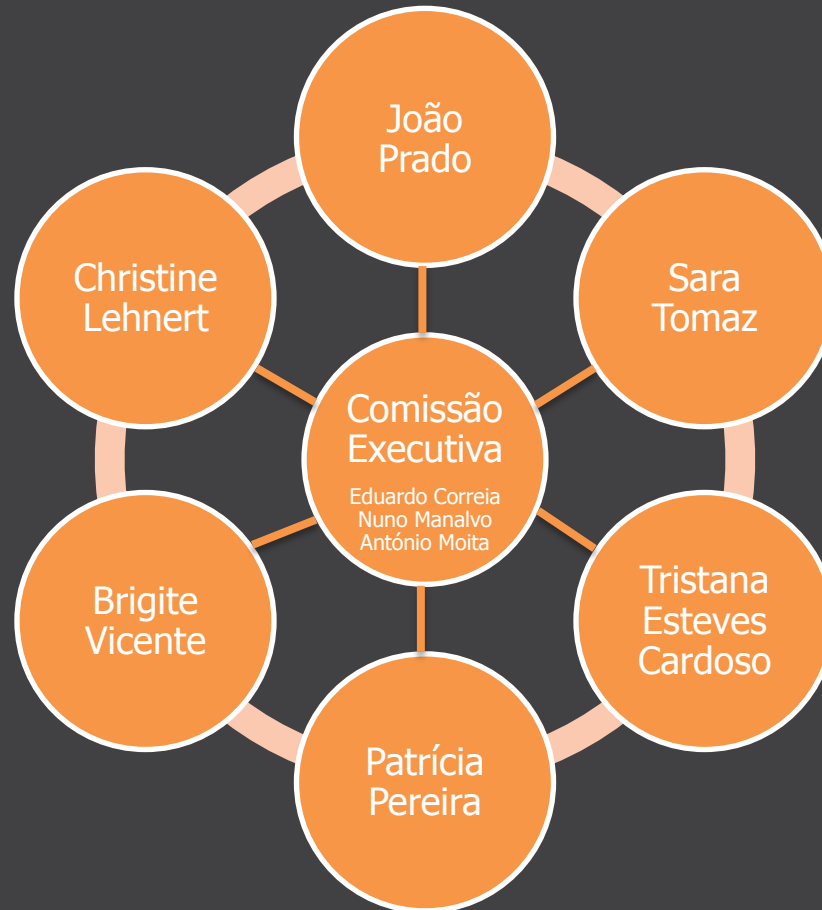 João
Prado
Christine
Lehnert
Sara
Tomaz
Comissão
Executiva
Eduardo Correia
Nuno Manalvo
António Moita
Brigite
Vicente
Tristana
Esteves
Cardoso
Patrícia
Pereira